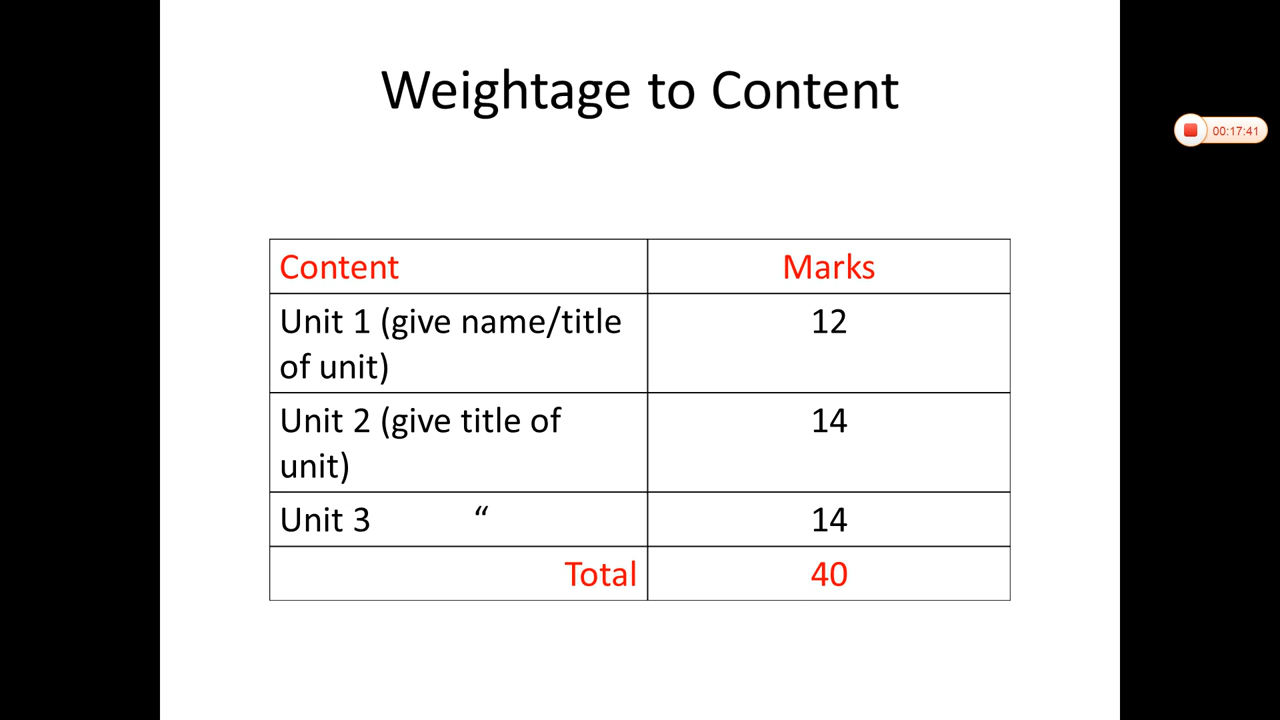 Weightage to Content
00:17:41
Content Marks
Unit 1 (give name/title 12
of unit)
Unit 2 (give title of 14
unit)
Unit 3 “ 14
Total 40